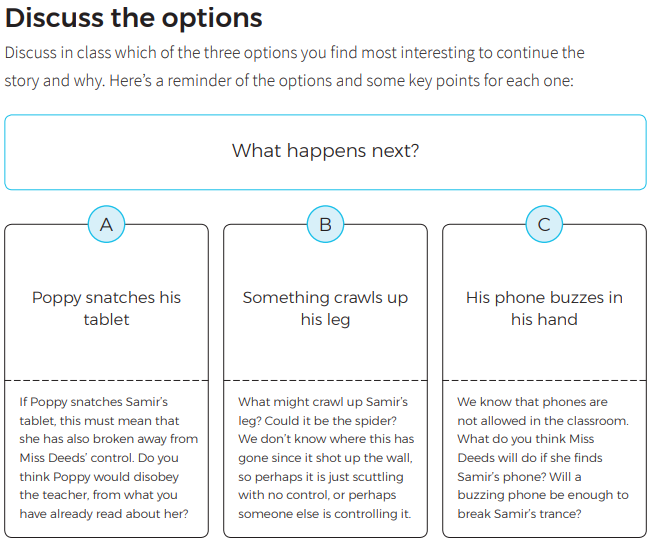 Discuss the options
Discuss in class which of the three options you find most interesting to continue the
story and why. Here’s a reminder of the options and some key points for each one:
What happens next?
A
Poppy snatches his
tablet
If Poppy snatches Samir’s
tablet, this must mean that
she has also broken away from
Miss Deeds’ control. Do you
think Poppy would disobey
the teacher, from what you
have already read about her?
B
Something crawls up
his leg
What might crawl up Samir’s
leg? Could it be the spider?
We don’t know where this has
gone since it shot up the wall,
so perhaps it is just scuttling
with no control, or perhaps
someone else is controlling it.
C
His phone buzzes in
his hand
We know that phones are
not allowed in the classroom.
What do you think Miss
Deeds will do if she finds
Samir’s phone? Will a
buzzing phone be enough to
break Samir’s trance?